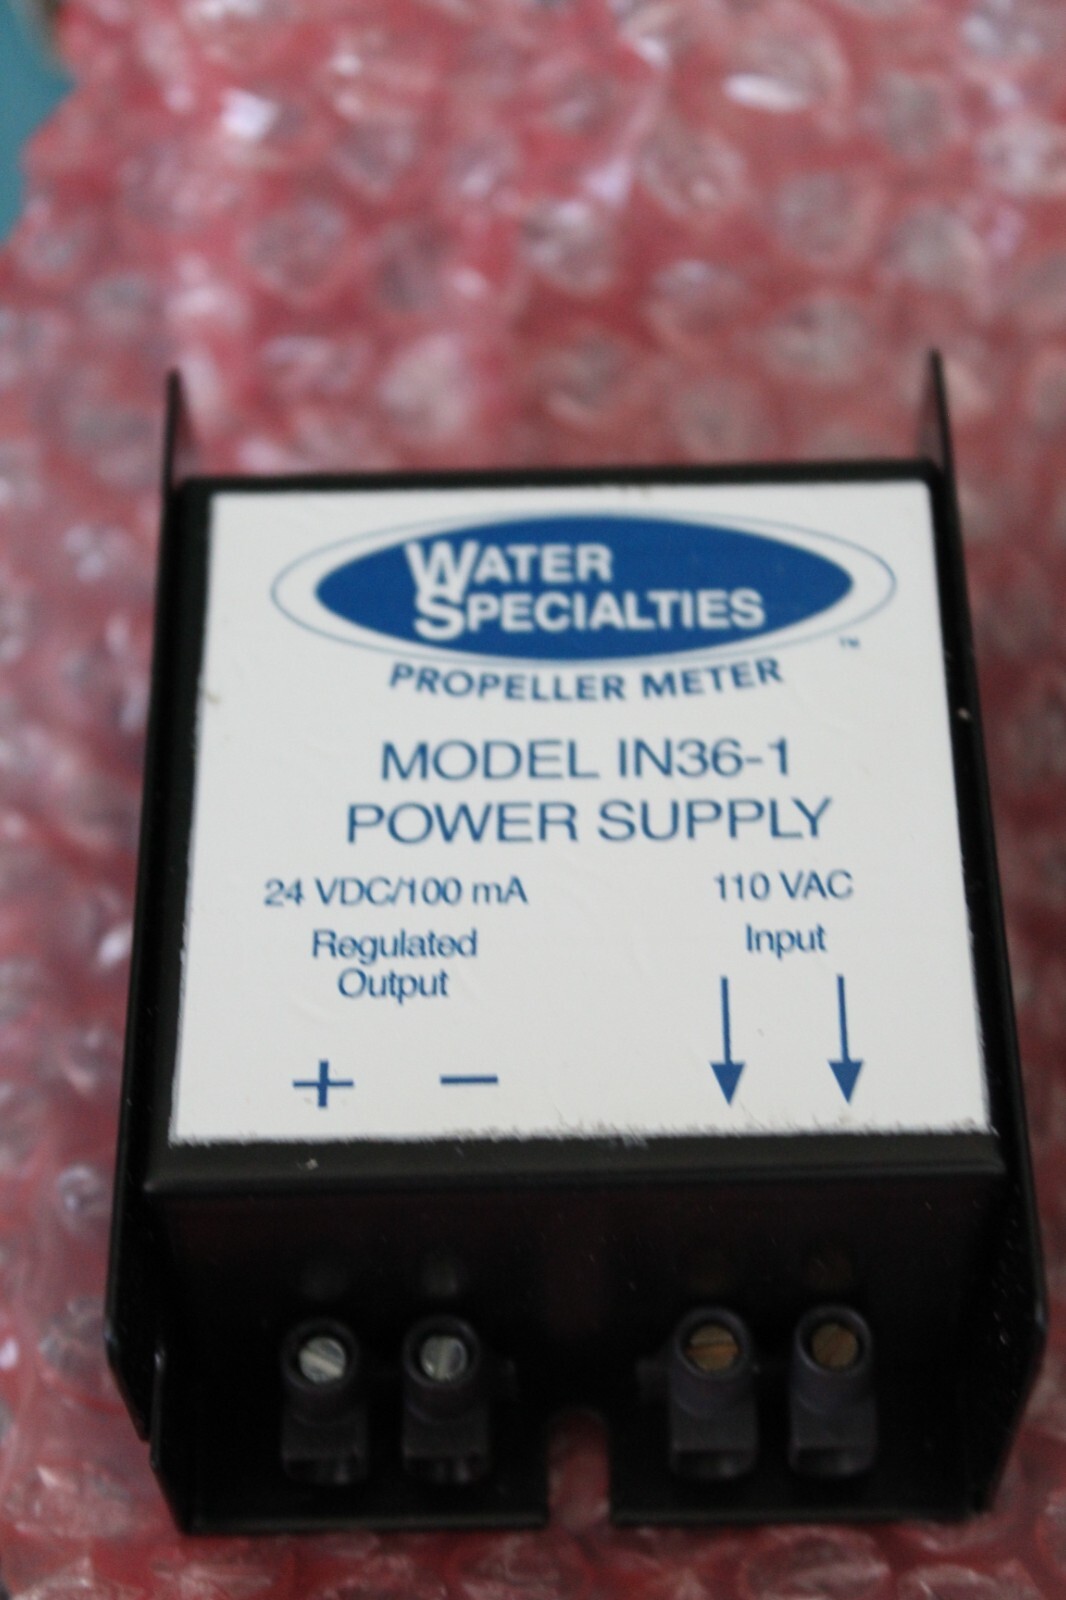 WATER
SPECIALTIES
™
PROPELLER METER
MODEL IN36-1
POWER SUPPLY
24 VDC/100 mA
Regulated
Output
+ −
110 VAC
Input